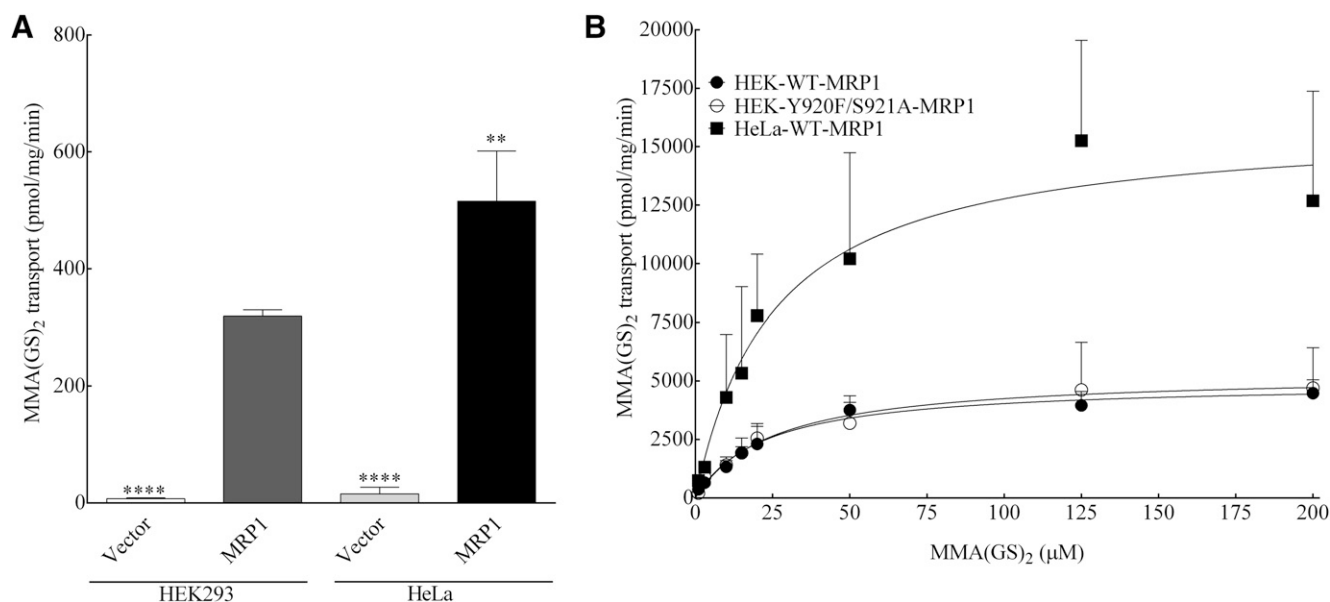 A
MMA(GS)₂ transport (pmol/mg/min)
800
600
400
200
0
****
****
**
Vector
MRP1
Vector
MRP1
HEK293
HeLa
B
MMA(GS)₂ transport (pmol/mg/min)
20000
17500
15000
12500
10000
7500
5000
2500
0
HEK-WT-MRP1
HEK-Y920F/S921A-MRP1
HeLa-WT-MRP1
0 25 50 75 100 125 150 175 200
MMA(GS)₂ (μM)